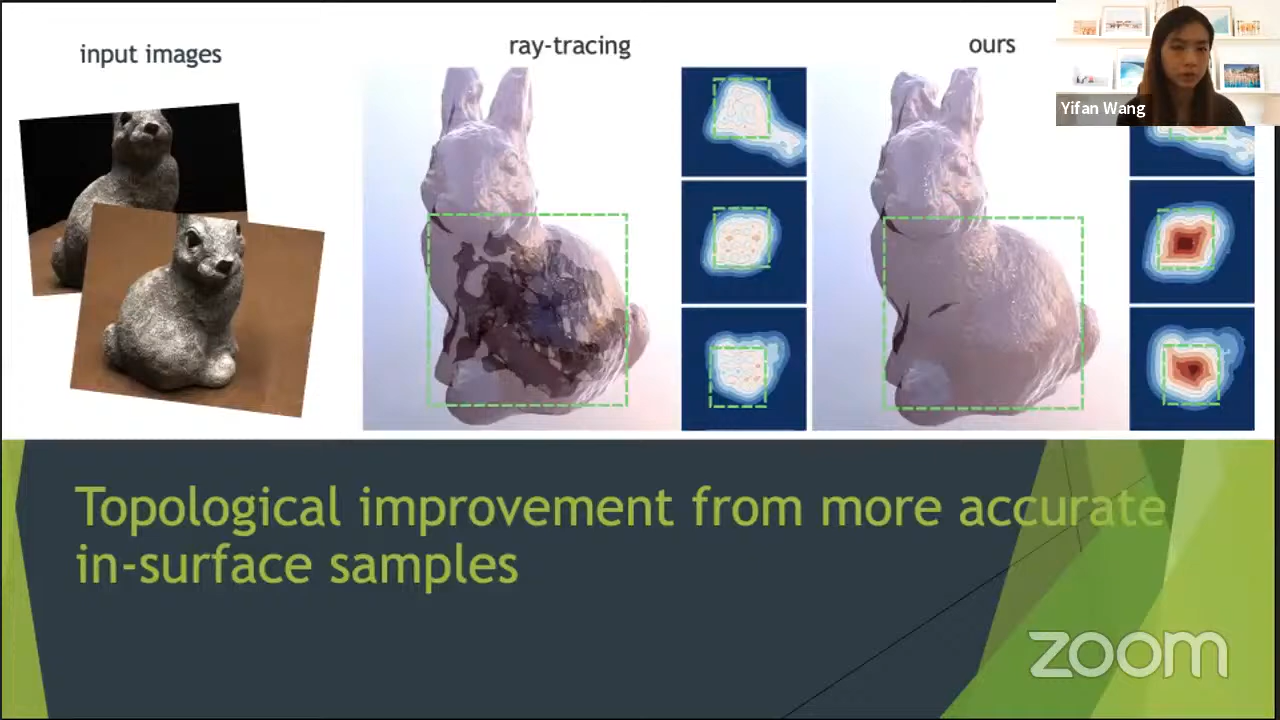 input images
ray-tracing
ours
Yifan Wang
Topological improvement from more accurate
in-surface samples
zoom